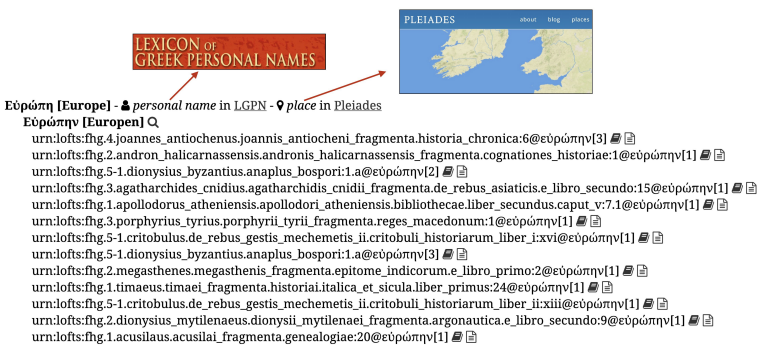 LEXICON OF
GREEK PERSONAL NAMES
PLEIADES about blog places
Εὐρώπη [Europe] - personal name in LGPN - place in Pleiades
Εὐρώπην [Europen]
urn:lofts:fhg.4.joannes_antiochenus.joannis_antiocheni_fragmenta.historia_chronica:6@εὐρώπην[3]
urn:lofts:fhg.2.andron_halicarnassensis.andronis_halicarnassensis_fragmenta.cognationes_historiae:1@εὐρώπην[1]
urn:lofts:fhg.5-1.dionysius_byzantius.anaplus_bospori:1.a@εὐρώπην[2]
urn:lofts:fhg.3.agatharchides_cnidius.agatharchidis_cnidii_fragmenta.de_rebus_asiaticis.e_libro_secundo:15@εὐρώπην[1]
urn:lofts:fhg.1.apollodorus_atheniensis.apollodori_atheniensis.bibliothecae.liber_secundus.caput_v:7.1@εὐρώπην[1]
urn:lofts:fhg.3.porphyrius_tyrius.porphyrii_tyrii_fragmenta.reges_macedonum:1@εὐρώπην[1]
urn:lofts:fhg.5-1.critobulus.de_rebus_gestis_mechemetis_ii.critobuli_historiarum_liber_i:xvi@εὐρώπην[1]
urn:lofts:fhg.5-1.dionysius_byzantius.anaplus_bospori:1.a@εὐρώπην[3]
urn:lofts:fhg.2.megasthenes.megasthenis_fragmenta.epitome_indicorum.e_libro_primo:2@εὐρώπην[1]
urn:lofts:fhg.1.timaeus.timaei_fragmenta.historiai.italica_et_sicula.liber_primus:24@εὐρώπην[1]
urn:lofts:fhg.5-1.critobulus.de_rebus_gestis_mechemetis_ii.critobuli_historiarum_liber_ii:xiii@εὐρώπην[1]
urn:lofts:fhg.2.dionysius_mytilenaeus.dionysii_mytilenaei_fragmenta.argonautica.e_libro_secundo:9@εὐρώπην[1]
urn:lofts:fhg.1.acusilaus.acusilai_fragmenta.genealogiae:20@εὐρώπην[1]